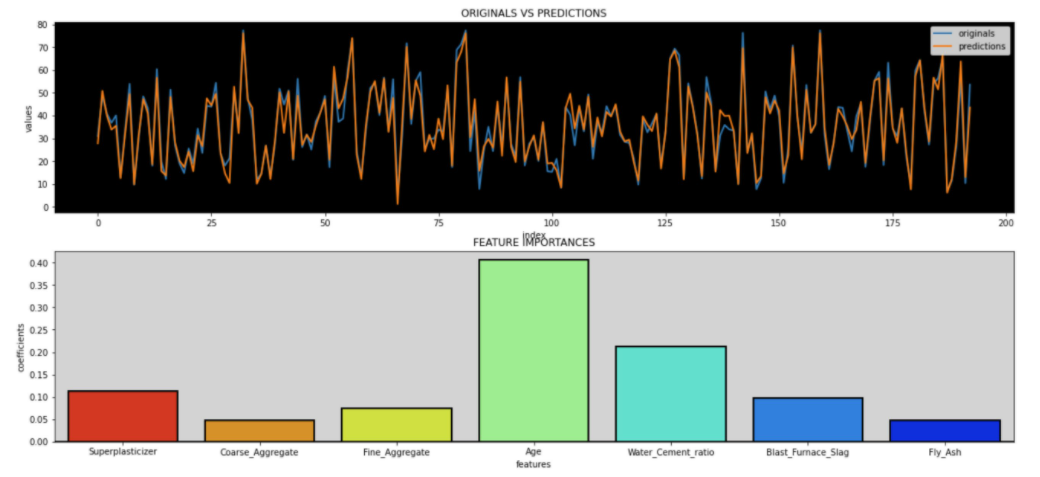 ORIGINALS VS PREDICTIONS
80
70
60
50
40
30
20
10
0
values
originals
predictions
0 25 50 75 100 125 150 175 200
index
FEATURE IMPORTANCES
0.40
0.35
0.30
0.25
0.20
0.15
0.10
0.05
0.00
coefficients
Superplasticizer Coarse_Aggregate Fine_Aggregate Age Water_Cement_ratio Blast_Furnace_Slag Fly_Ash
features